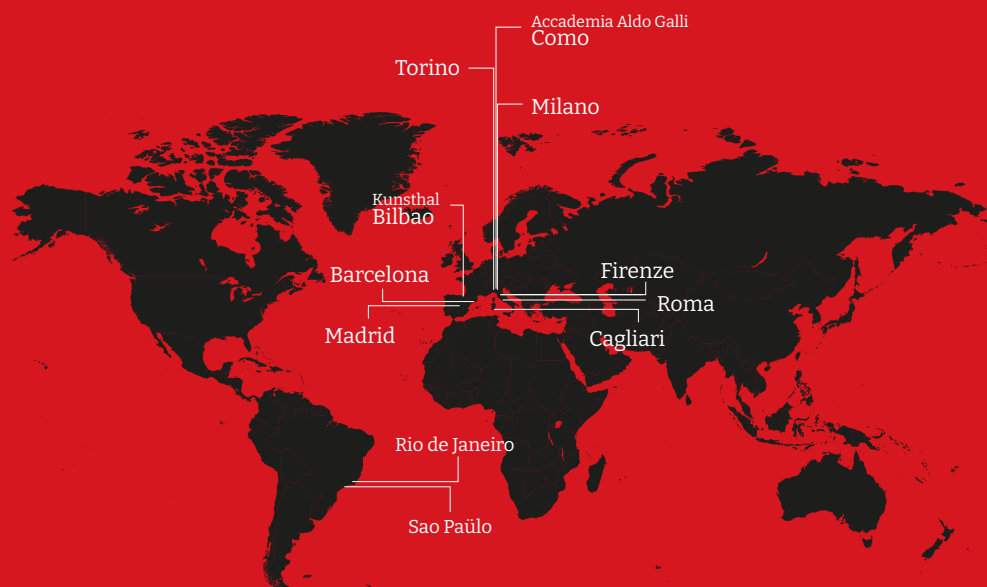 Accademia Aldo Galli
Como
Torino
Milano
Kunsthal
Bilbao
Barcelona
Firenze
Roma
Madrid
Cagliari
Rio de Janeiro
Sao Paülo